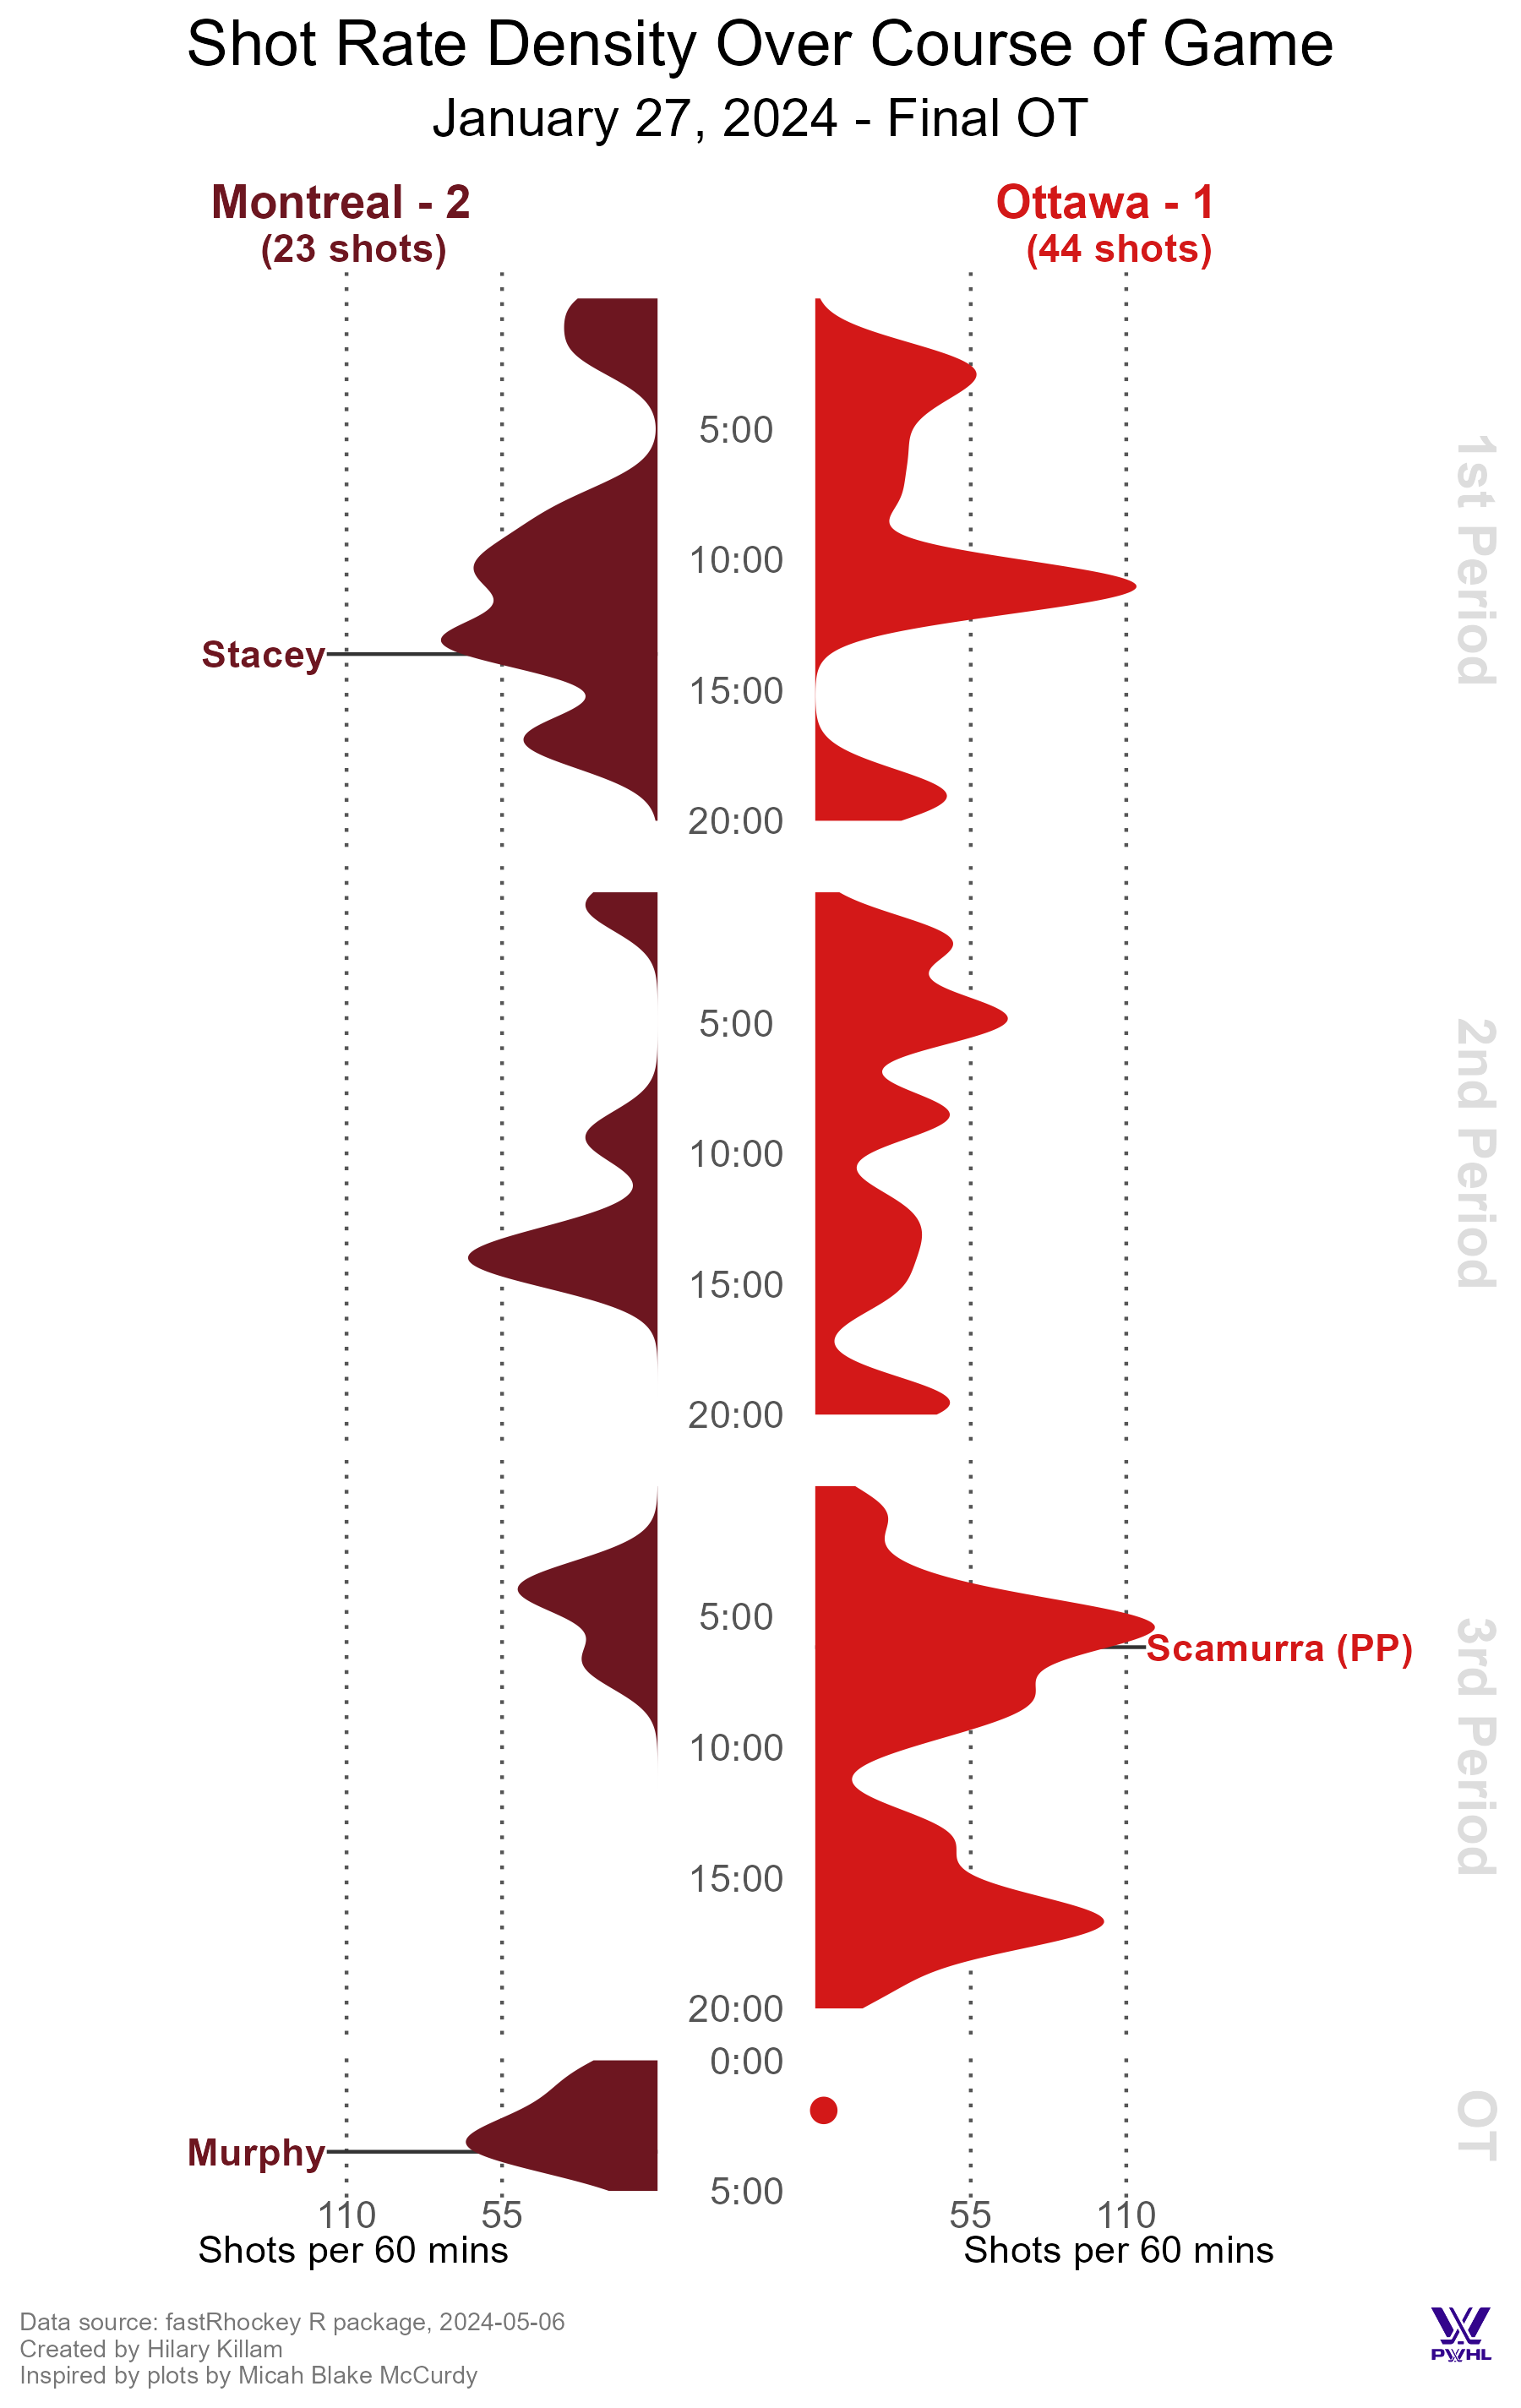 Shot Rate Density Over Course of Game
January 27, 2024 - Final OT
Montreal - 2
(23 shots)
Ottawa - 1
(44 shots)
5:00
10:00
Stacey
15:00
20:00
1st Period
5:00
10:00
15:00
20:00
2nd Period
5:00
Scamurra (PP)
10:00
15:00
20:00
3rd Period
0:00
Murphy
5:00
OT
110 55 55 110
Shots per 60 mins Shots per 60 mins
Data source: fastRhockey R package, 2024-05-06
Created by Hilary Killam
Inspired by plots by Micah Blake McCurdy
PWHL